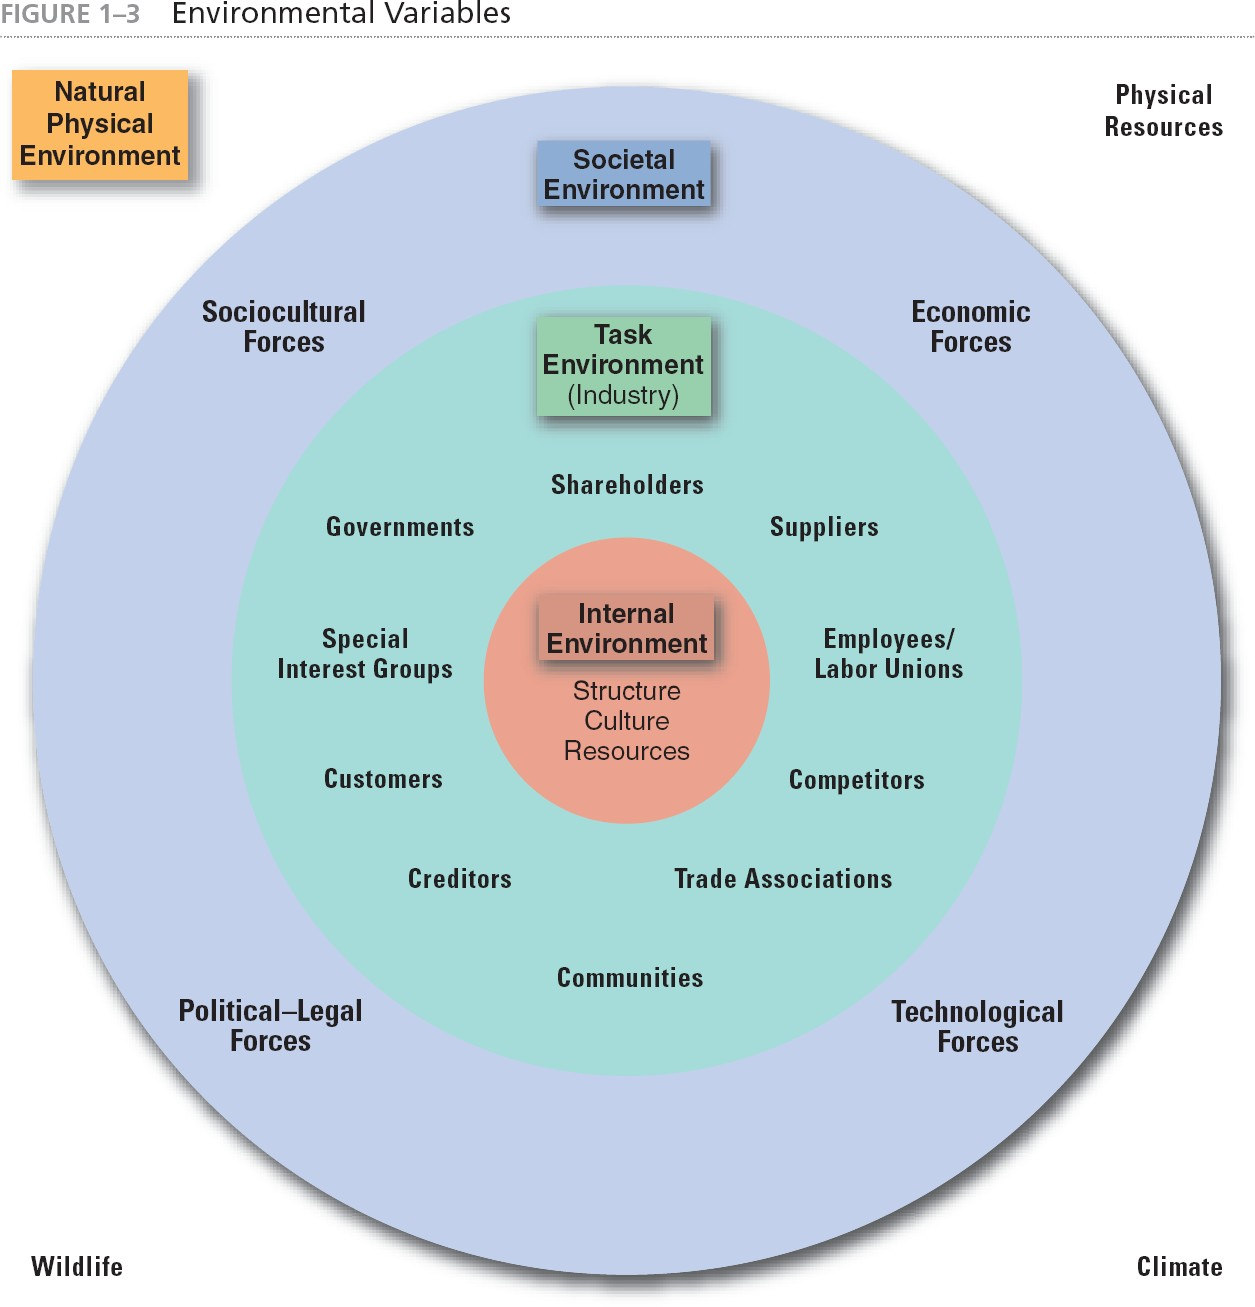 FIGURE 1–3 Environmental Variables
Natural
Physical
Environment
Physical
Resources
Societal
Environment
Sociocultural
Forces
Economic
Forces
Task
Environment
(Industry)
Shareholders
Governments
Suppliers
Internal
Environment
Structure
Culture
Resources
Special
Interest Groups
Employees/
Labor Unions
Customers
Competitors
Creditors
Trade Associations
Communities
Political–Legal
Forces
Technological
Forces
Wildlife
Climate